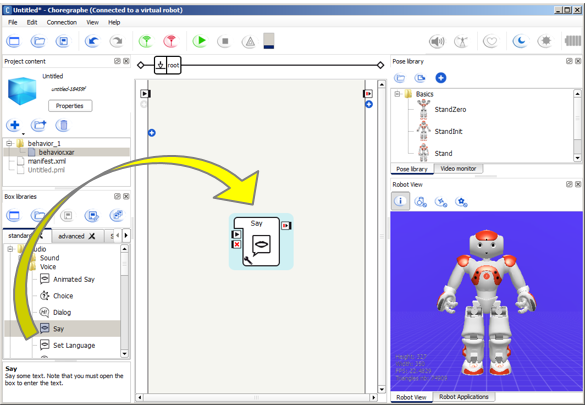 Untitled* - Choregraphe (Connected to a virtual robot)
File Edit Connection View Help
Project content
Untitled
Properties
behavior_1
behavior.xar
manifest.xml
Untitled.pml
Box libraries
standard
advanced
Sound
Voice
Animated Say
Choice
Dialog
Say
Set Language
Say
Say some text. Note that you must open
the box to enter the text.
root
Say
Pose library
Basics
StandZero
StandInit
Stand
Pose library
Video monitor
Robot View
Robot View
Robot Applications